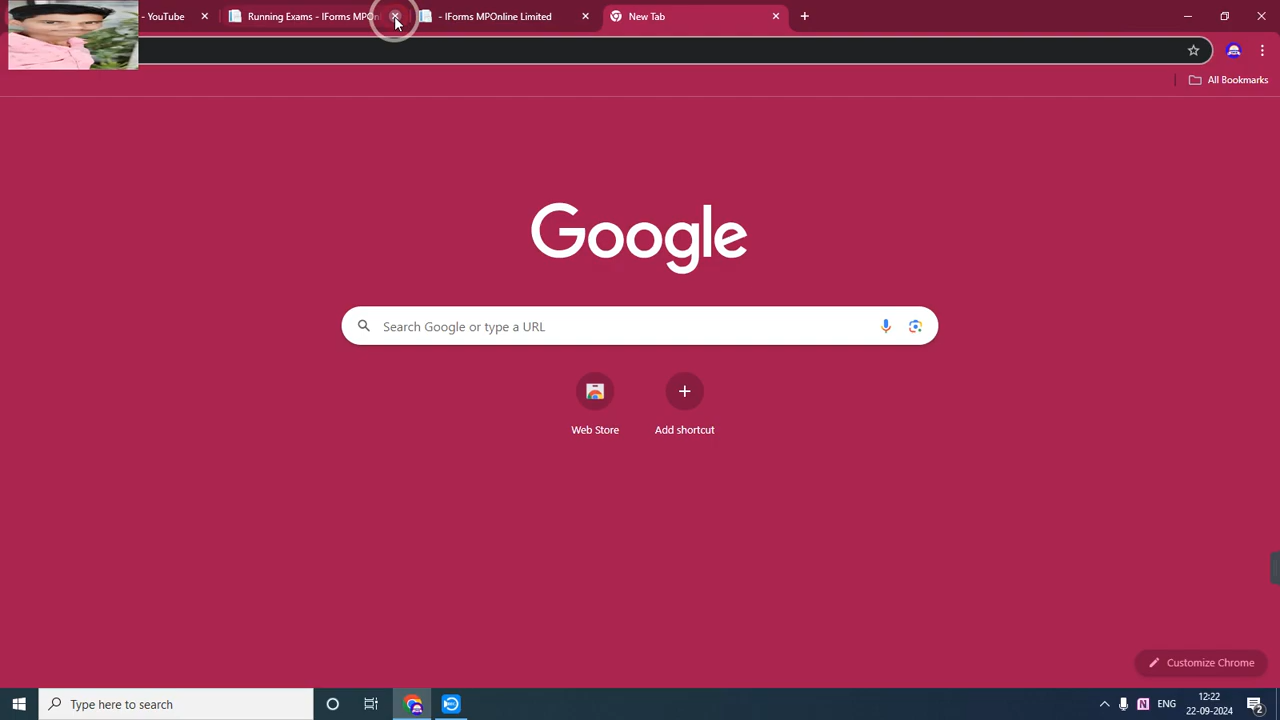 - YouTube
Running Exams - IForms MPOn
- IForms MPOnline Limited
New Tab
All Bookmarks
Google
Search Google or type a URL
Web Store
Add shortcut
Customize Chrome
Type here to search
ENG
12:22
22-09-2024
2